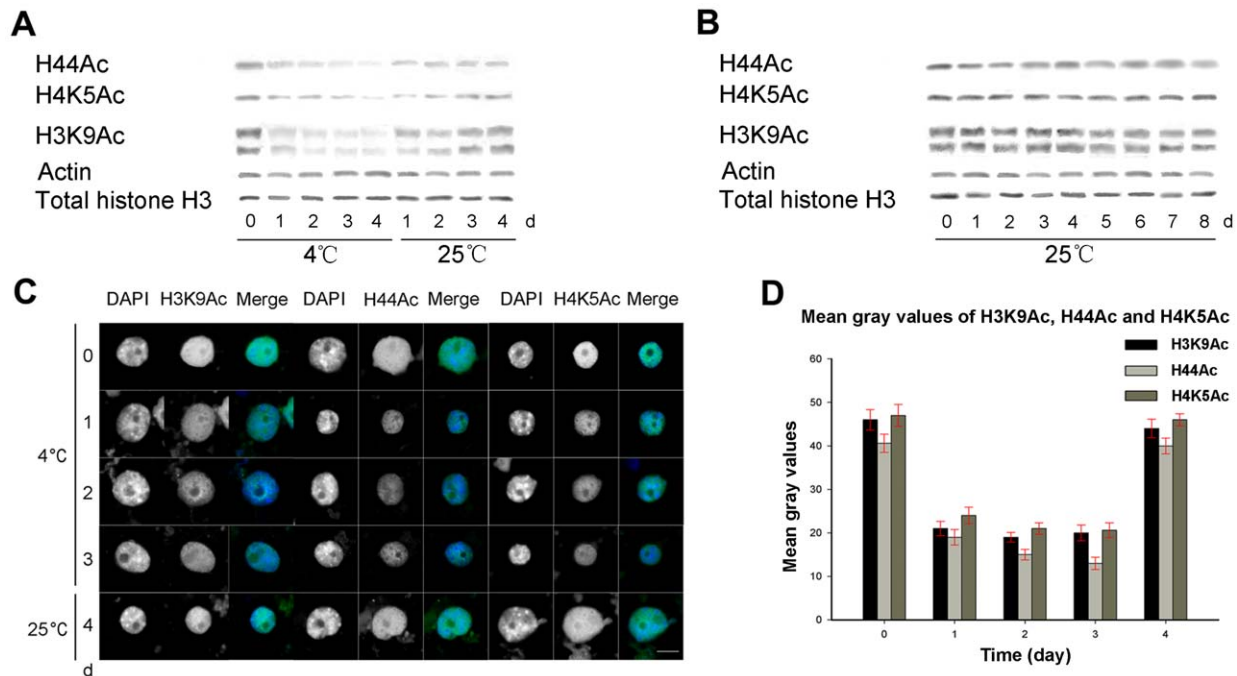 A
H44Ac
H4K5Ac
H3K9Ac
Actin
Total histone H3
0 1 2 3 4 1 2 3 4 d
4℃ 25℃
B
H44Ac
H4K5Ac
H3K9Ac
Actin
Total histone H3
0 1 2 3 4 5 6 7 8 d
25℃
C
DAPI H3K9Ac Merge DAPI H44Ac Merge DAPI H4K5Ac Merge
0
1
4°C
2
3
25°C 4
d
D
Mean gray values of H3K9Ac, H44Ac and H4K5Ac
H3K9Ac
H44Ac
H4K5Ac
60
50
40
30
20
10
0
Mean gray values
0 1 2 3 4
Time (day)